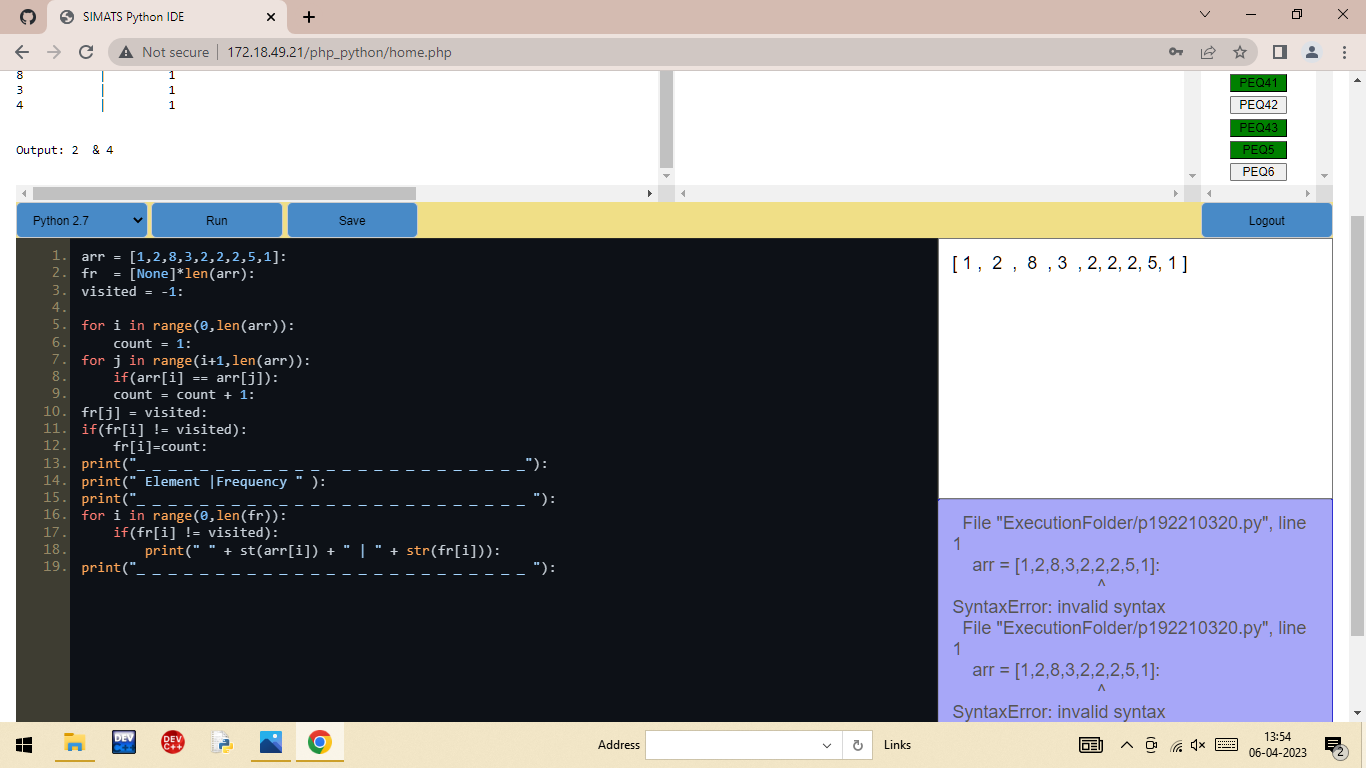 SIMATS Python IDE
Not secure | 172.18.49.21/php_python/home.php
8 | 1
3 | 1
4 | 1
Output: 2 & 4
PEQ41
PEQ42
PEQ43
PEQ5
PEQ6
Python 2.7 Run Save Logout
1. arr = [1,2,8,3,2,2,2,5,1]:
2. fr = [None]*len(arr):
3. visited = -1:
4.
5. for i in range(0,len(arr)):
6. count = 1:
7. for j in range(i+1,len(arr)):
8. if(arr[i] == arr[j]):
9. count = count + 1:
10. fr[j] = visited:
11. if(fr[i] != visited):
12. fr[i]=count:
13. print("_ _ _ _ _ _ _ _ _ _ _ _ _ _ _ _ _ _ _ _ _ _ _ _ _"):
14. print(" Element |Frequency " ):
15. print("_ _ _ _ _ _ _ _ _ _ _ _ _ _ _ _ _ _ _ _ _ _ _ _ _ "):
16. for i in range(0,len(fr)):
17. if(fr[i] != visited):
18. print(" " + st(arr[i]) + " | " + str(fr[i])):
19. print("_ _ _ _ _ _ _ _ _ _ _ _ _ _ _ _ _ _ _ _ _ _ _ _ _ "):
[ 1 , 2 , 8 , 3 , 2, 2, 2, 5, 1 ]
File "ExecutionFolder/p192210320.py", line
1
arr = [1,2,8,3,2,2,2,5,1]:
^
SyntaxError: invalid syntax
File "ExecutionFolder/p192210320.py", line
1
arr = [1,2,8,3,2,2,2,5,1]:
^
SyntaxError: invalid syntax
DEV C++
DEV C++
Address
Links
13:54
06-04-2023
2